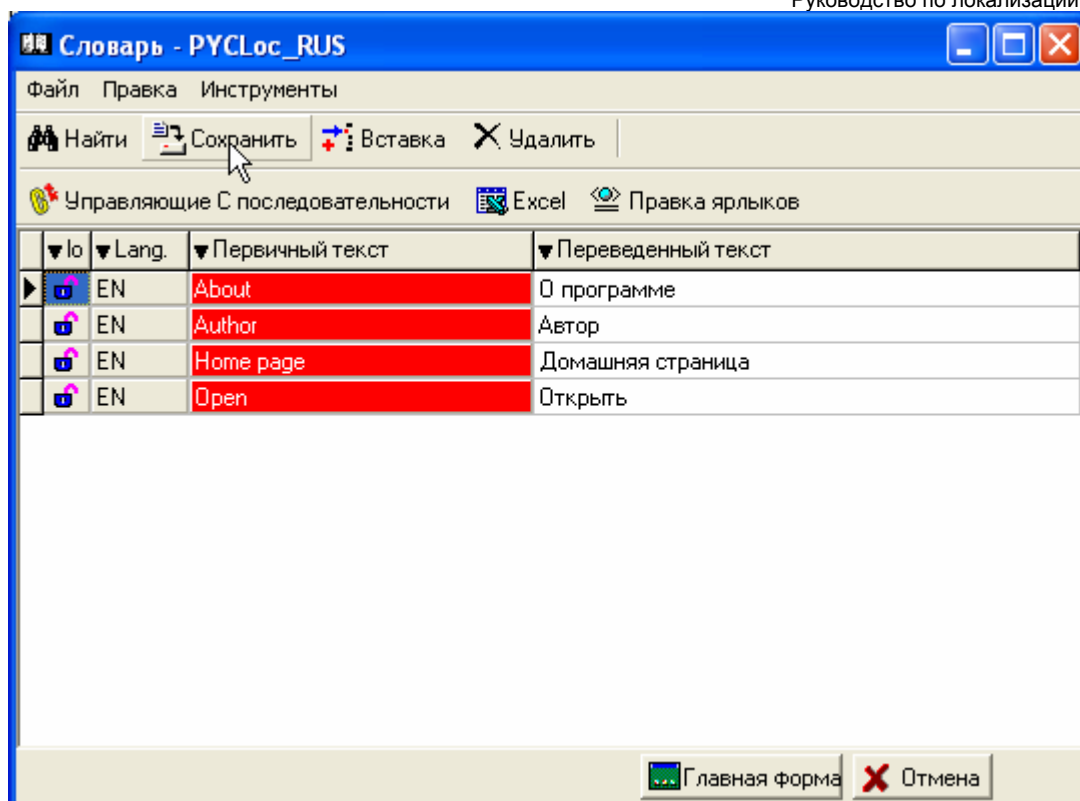 Руководство по локализации
Словарь - PYCLoc_RUS
Файл Правка Инструменты
Найти Сохранить Вставка Удалить
Управляющие С последовательности Excel Правка ярлыков
lo Lang. Первичный текст Переведенный текст
EN About О программе
EN Author Автор
EN Home page Домашняя страница
EN Open Открыть
Главная форма Отмена